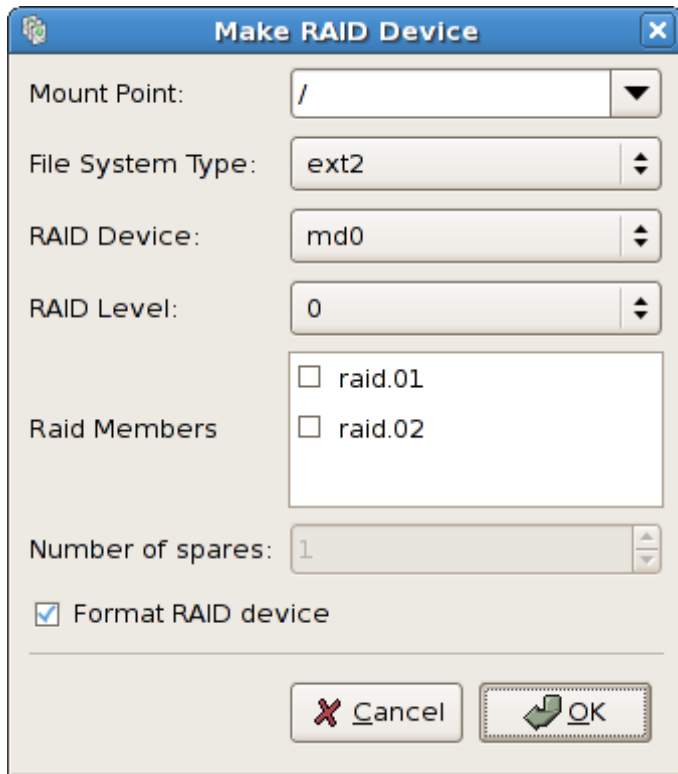 Make RAID Device
Mount Point: /
File System Type: ext2
RAID Device: md0
RAID Level: 0
raid.01
Raid Members
raid.02
Number of spares: 1
Format RAID device
Cancel OK